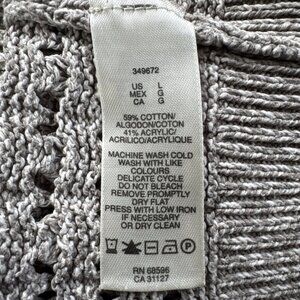 349672
US L
MEX G
CA G
59% COTTON/
ALGODON/COTON
41% ACRYLIC/
ACRILICO/ACRYLIQUE
MACHINE WASH COLD
WASH WITH LIKE
COLOURS
DELICATE CYCLE
DO NOT BLEACH
REMOVE PROMPTLY
DRY FLAT
PRESS WITH LOW IRON
IF NECESSARY
OR DRY CLEAN
RN 68596
CA 31127